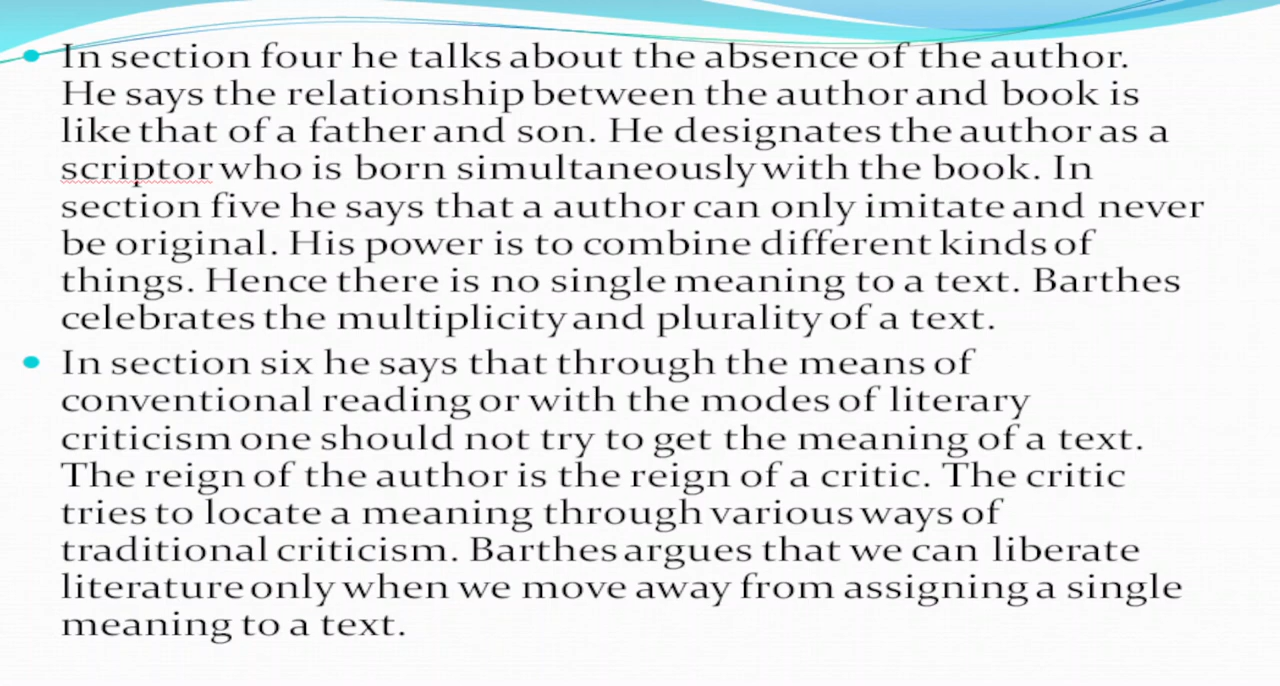 • In section four he talks about the absence of the author.
He says the relationship between the author and book is
like that of a father and son. He designates the author as a
scriptor who is born simultaneously with the book. In
section five he says that a author can only imitate and never
be original. His power is to combine different kinds of
things. Hence there is no single meaning to a text. Barthes
celebrates the multiplicity and plurality of a text.
• In section six he says that through the means of
conventional reading or with the modes of literary
criticism one should not try to get the meaning of a text.
The reign of the author is the reign of a critic. The critic
tries to locate a meaning through various ways of
traditional criticism. Barthes argues that we can liberate
literature only when we move away from assigning a single
meaning to a text.